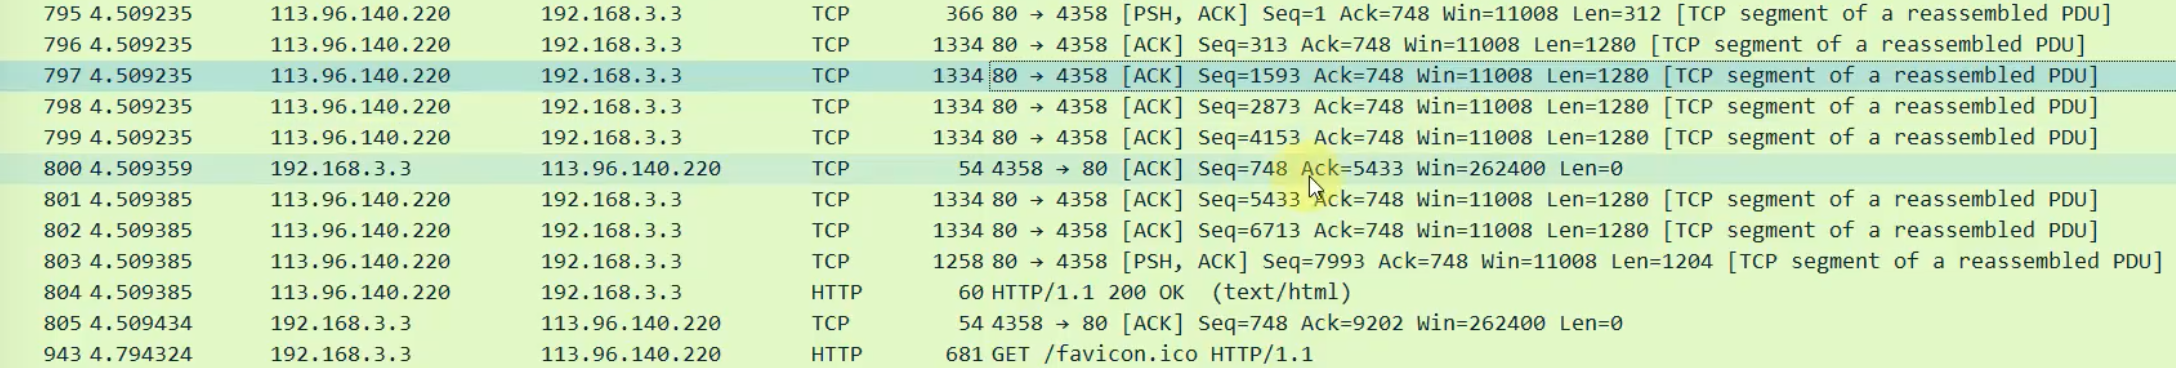 795 4.509235 113.96.140.220 192.168.3.3 TCP 366 80 → 4358 [PSH, ACK] Seq=1 Ack=748 Win=11008 Len=312 [TCP segment of a reassembled PDU]
796 4.509235 113.96.140.220 192.168.3.3 TCP 1334 80 → 4358 [ACK] Seq=313 Ack=748 Win=11008 Len=1280 [TCP segment of a reassembled PDU]
797 4.509235 113.96.140.220 192.168.3.3 TCP 1334 80 → 4358 [ACK] Seq=1593 Ack=748 Win=11008 Len=1280 [TCP segment of a reassembled PDU]
798 4.509235 113.96.140.220 192.168.3.3 TCP 1334 80 → 4358 [ACK] Seq=2873 Ack=748 Win=11008 Len=1280 [TCP segment of a reassembled PDU]
799 4.509235 113.96.140.220 192.168.3.3 TCP 1334 80 → 4358 [ACK] Seq=4153 Ack=748 Win=11008 Len=1280 [TCP segment of a reassembled PDU]
800 4.509359 192.168.3.3 113.96.140.220 TCP 54 4358 → 80 [ACK] Seq=748 Ack=5433 Win=262400 Len=0
801 4.509385 113.96.140.220 192.168.3.3 TCP 1334 80 → 4358 [ACK] Seq=5433 Ack=748 Win=11008 Len=1280 [TCP segment of a reassembled PDU]
802 4.509385 113.96.140.220 192.168.3.3 TCP 1334 80 → 4358 [ACK] Seq=6713 Ack=748 Win=11008 Len=1280 [TCP segment of a reassembled PDU]
803 4.509385 113.96.140.220 192.168.3.3 TCP 1258 80 → 4358 [PSH, ACK] Seq=7993 Ack=748 Win=11008 Len=1204 [TCP segment of a reassembled PDU]
804 4.509385 113.96.140.220 192.168.3.3 HTTP 60 HTTP/1.1 200 OK (text/html)
805 4.509434 192.168.3.3 113.96.140.220 TCP 54 4358 → 80 [ACK] Seq=748 Ack=9202 Win=262400 Len=0
943 4.794324 192.168.3.3 113.96.140.220 HTTP 681 GET /favicon.ico HTTP/1.1